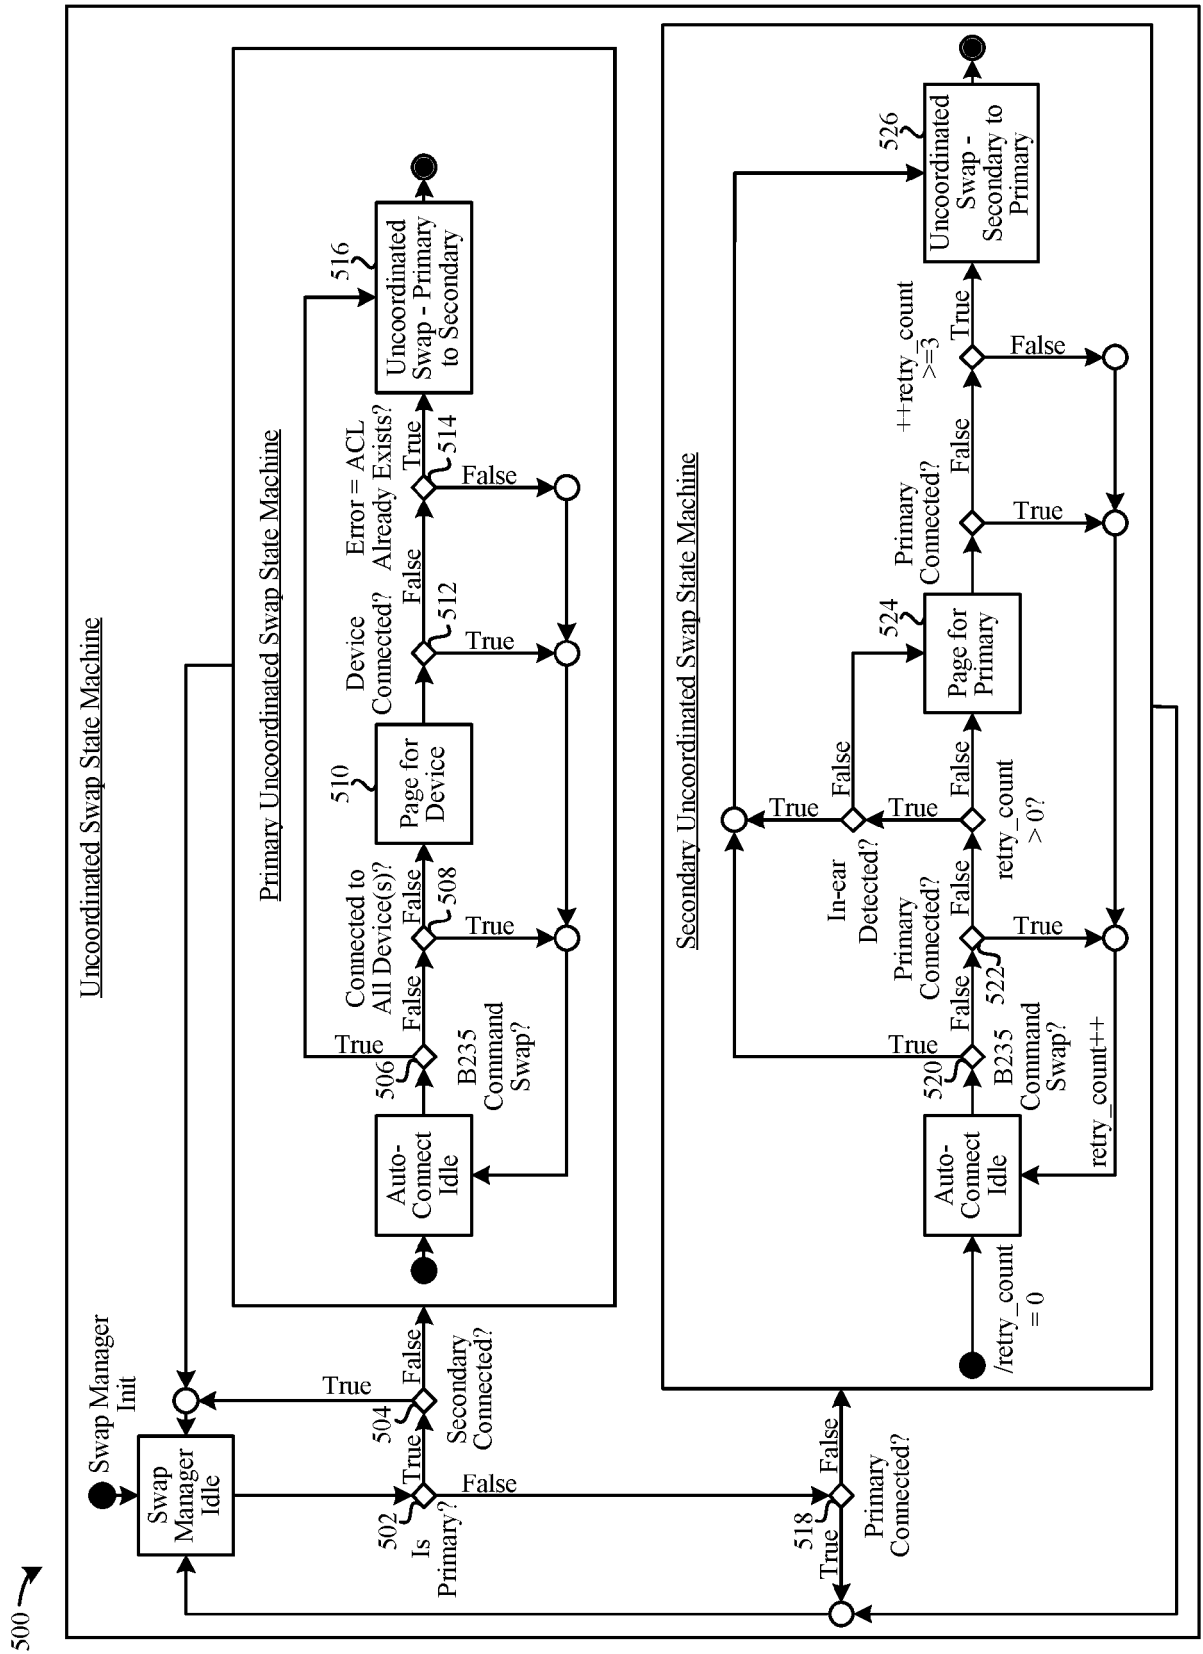 500
Uncoordinated Swap State Machine
Swap Manager
Init
Swap
Manager
Idle
502
Is
Primary?
True
False
504
Secondary
Connected?
True
False
Primary Uncoordinated Swap State Machine
Auto-
Connect
Idle
506
B235
Command
Swap?
True
False
Connected to
All Device(s)?
508
False
True
510
Page for
Device
Device
Connected?
512
False
True
Error = ACL
Already Exists?
514
True
False
516
Uncoordinated
Swap - Primary
to Secondary
518
Primary
Connected?
True
False
Secondary Uncoordinated Swap State Machine
/retry_count
= 0
Auto-
Connect
Idle
retry_count++
520
B235
Command
Swap?
True
False
Primary
Connected?
522
False
True
retry_count
> 0?
True
False
In-ear
Detected?
True
False
524
Page for
Primary
Primary
Connected?
False
True
++retry_count
>=3
True
False
526
Uncoordinated
Swap -
Secondary to
Primary